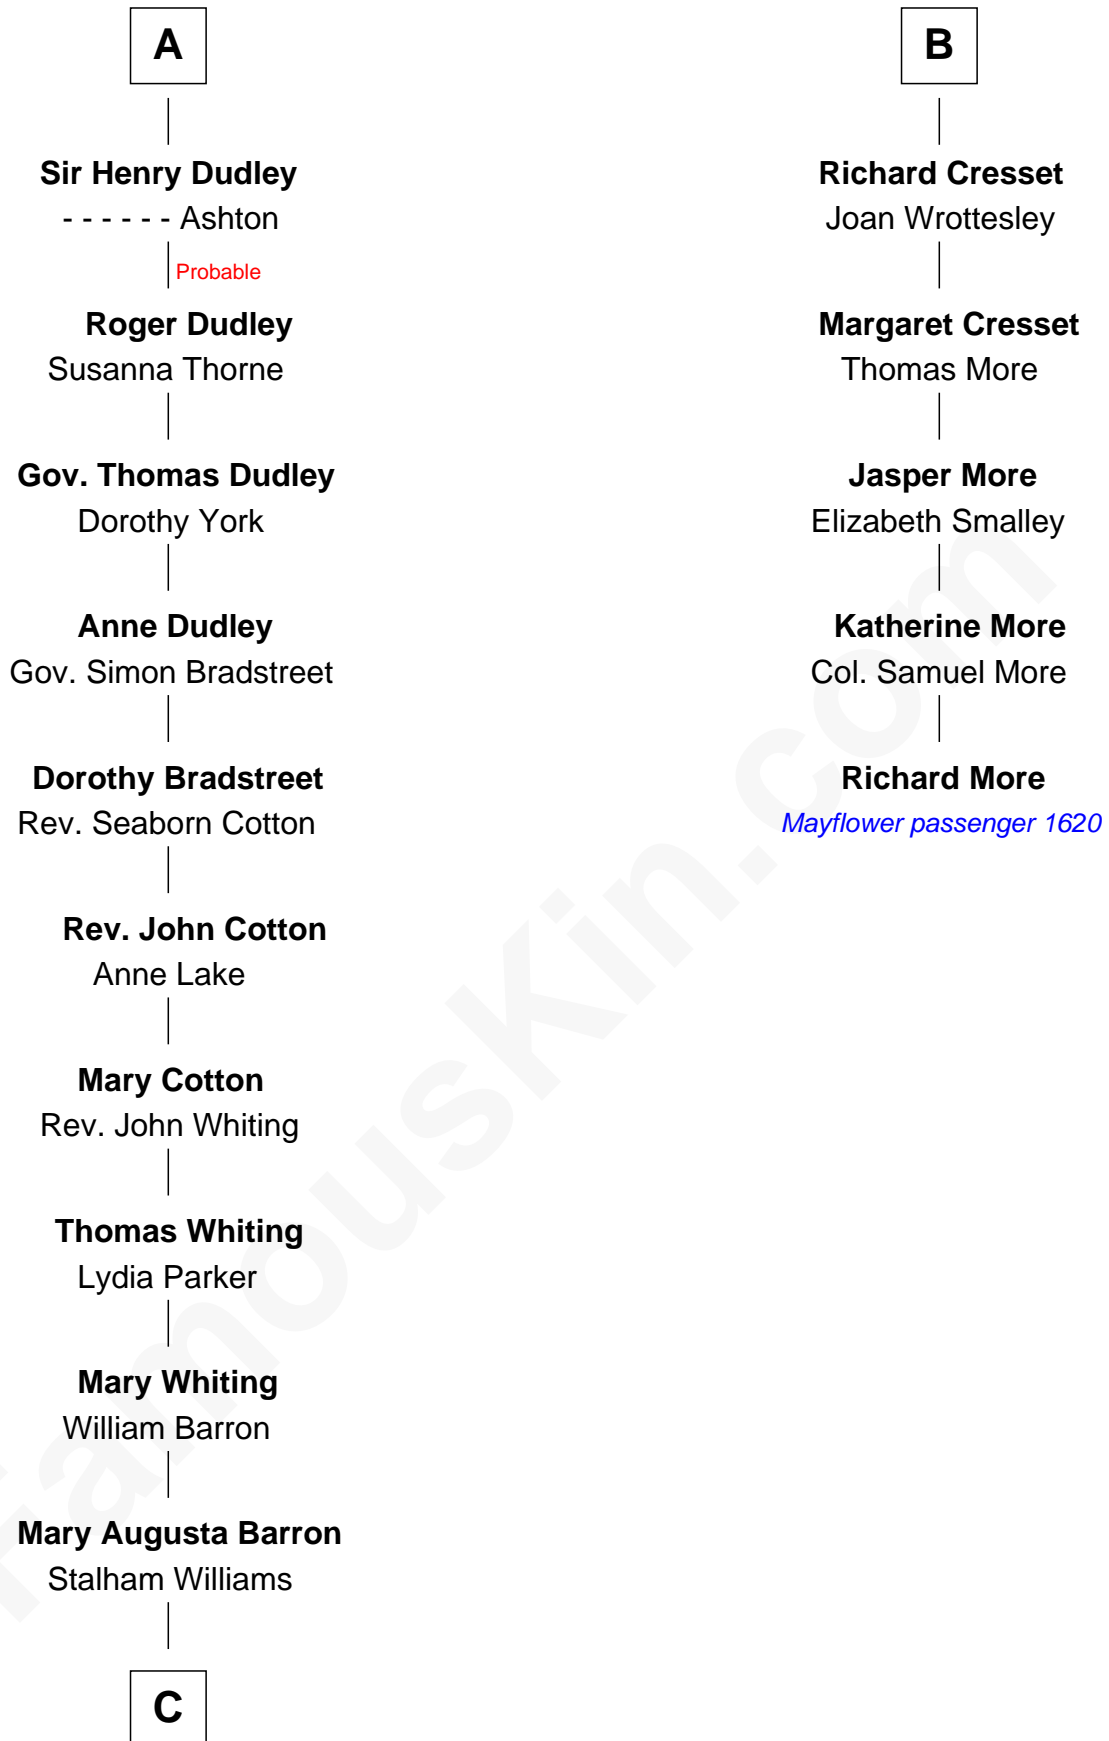 A
Sir Henry Dudley
- - - - - - Ashton
Probable
Roger Dudley
Susanna Thorne
Gov. Thomas Dudley
Dorothy York
Anne Dudley
Gov. Simon Bradstreet
Dorothy Bradstreet
Rev. Seaborn Cotton
Rev. John Cotton
Anne Lake
Mary Cotton
Rev. John Whiting
Thomas Whiting
Lydia Parker
Mary Whiting
William Barron
Mary Augusta Barron
Stalham Williams
C
B
Richard Cresset
Joan Wrottesley
Margaret Cresset
Thomas More
Jasper More
Elizabeth Smalley
Katherine More
Col. Samuel More
Richard More
Mayflower passenger 1620
FamousKin.com